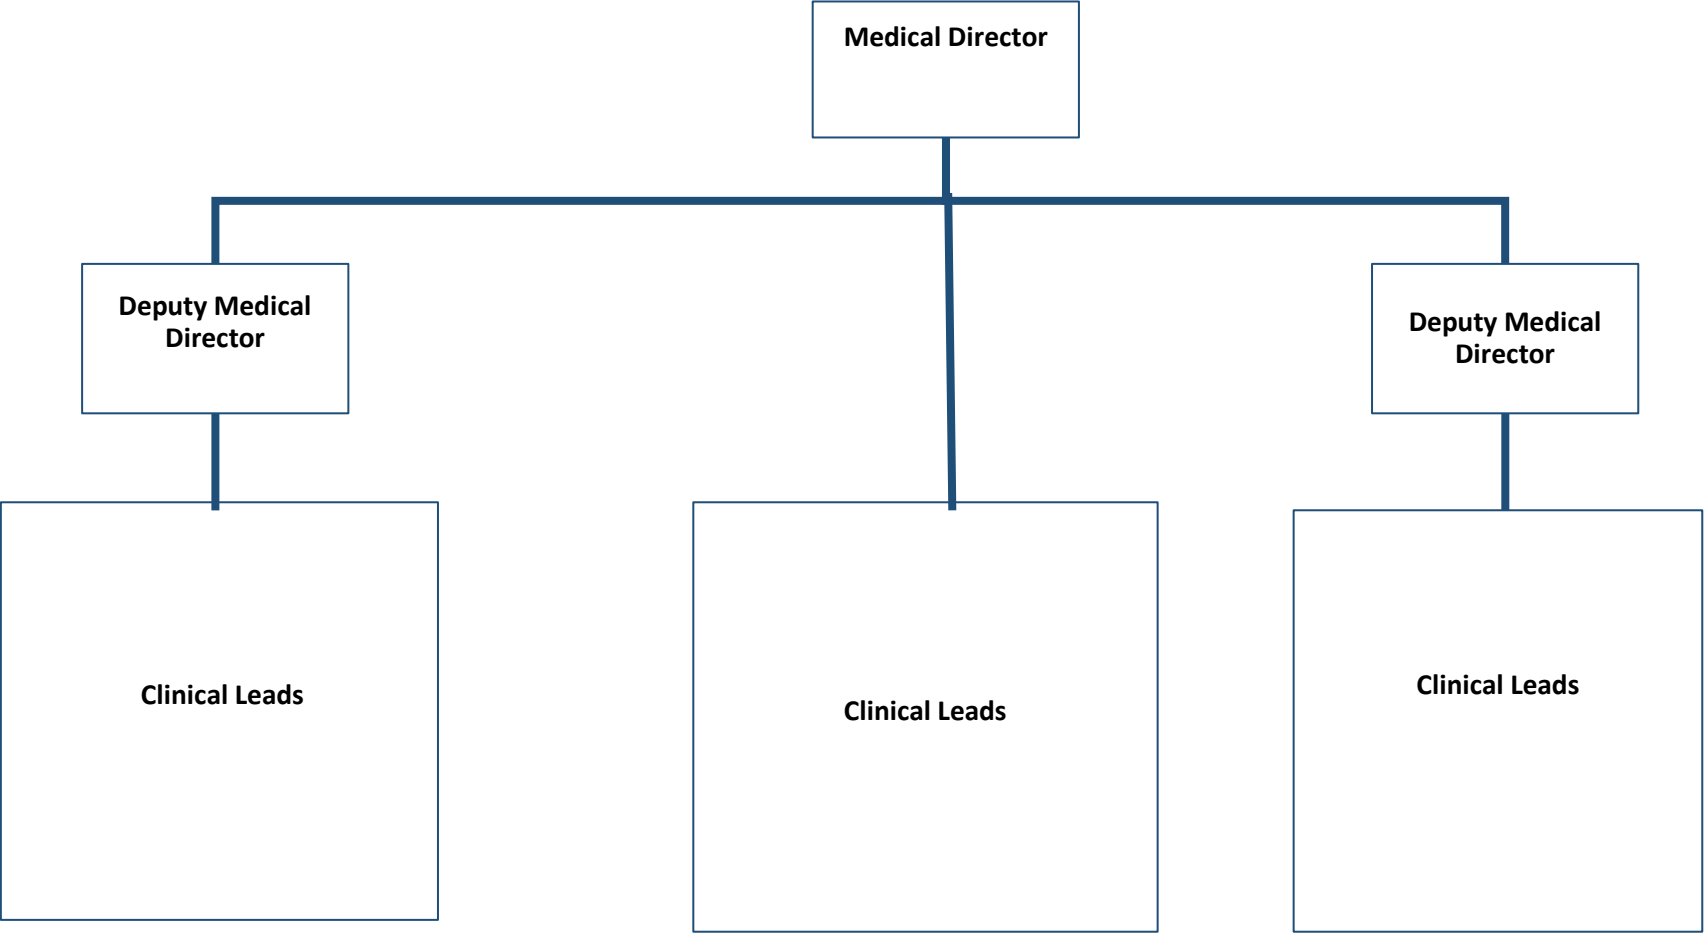 Medical Director
Deputy Medical
Director
Deputy Medical
Director
Clinical Leads
Clinical Leads
Clinical Leads